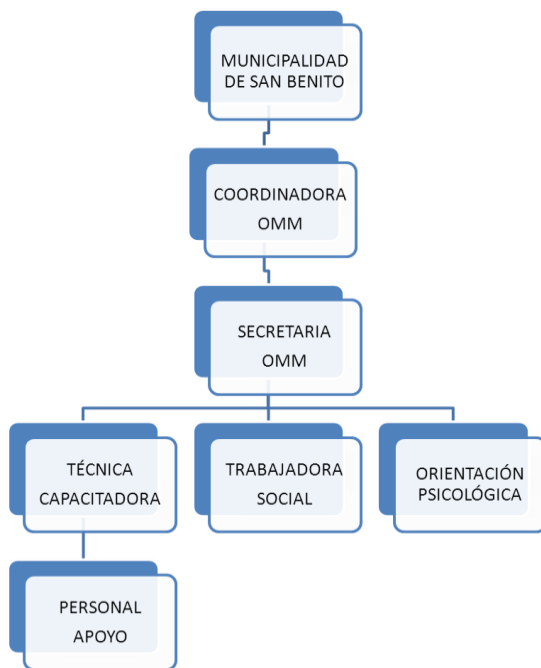 MUNICIPALIDAD
DE SAN BENITO
COORDINADORA
OMM
SECRETARIA
OMM
TÉCNICA
CAPACITADORA
TRABAJADORA
SOCIAL
ORIENTACIÓN
PSICOLÓGICA
PERSONAL
APOYO